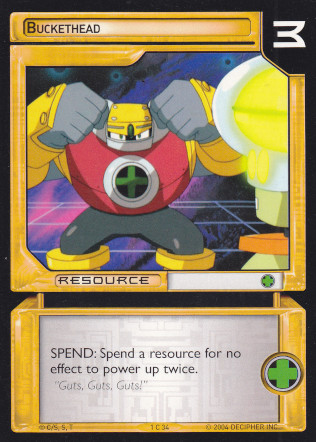 BUCKETHEAD
3
RESOURCE
SPEND: Spend a resource for no
effect to power up twice.
"Guts, Guts, Guts!"
©/S, S, T
1 C 34
© 2004 DECIPHER INC.